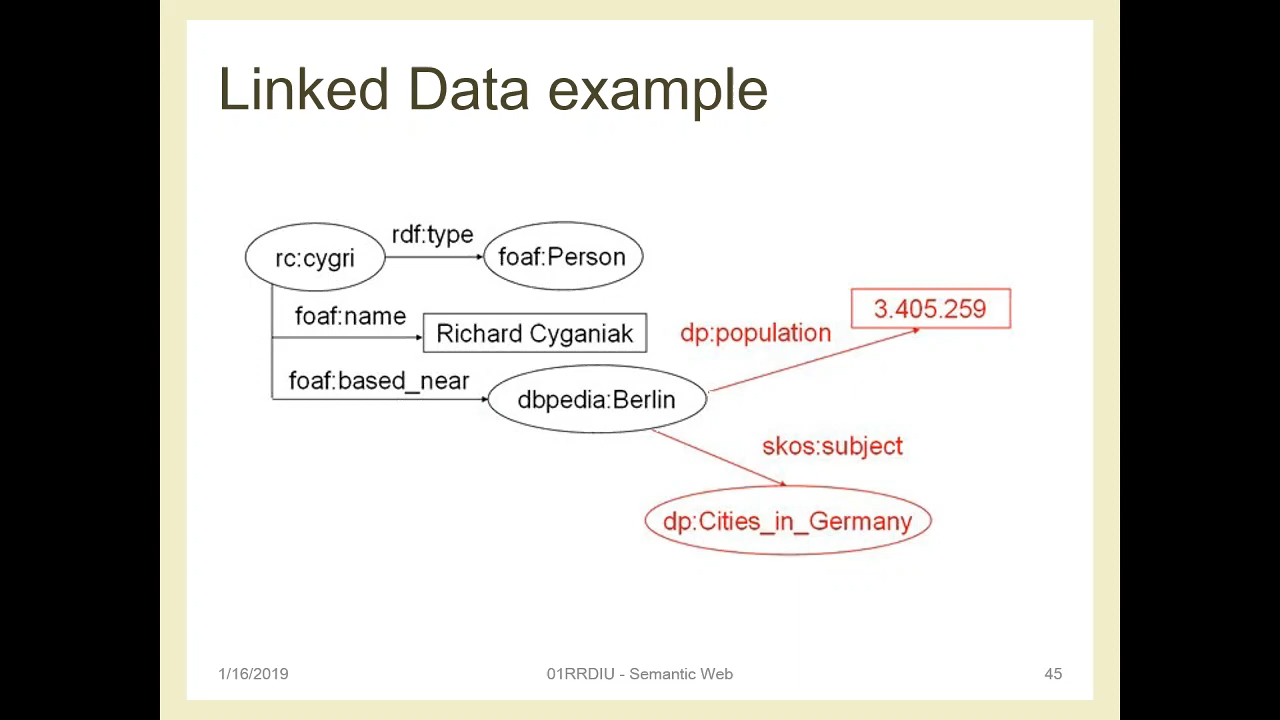 Linked Data example
rc:cygri
rdf:type
foaf:Person
foaf:name
Richard Cyganiak
foaf:based_near
dbpedia:Berlin
dp:population
3.405.259
skos:subject
dp:Cities_in_Germany
1/16/2019
01RRDIU - Semantic Web
45